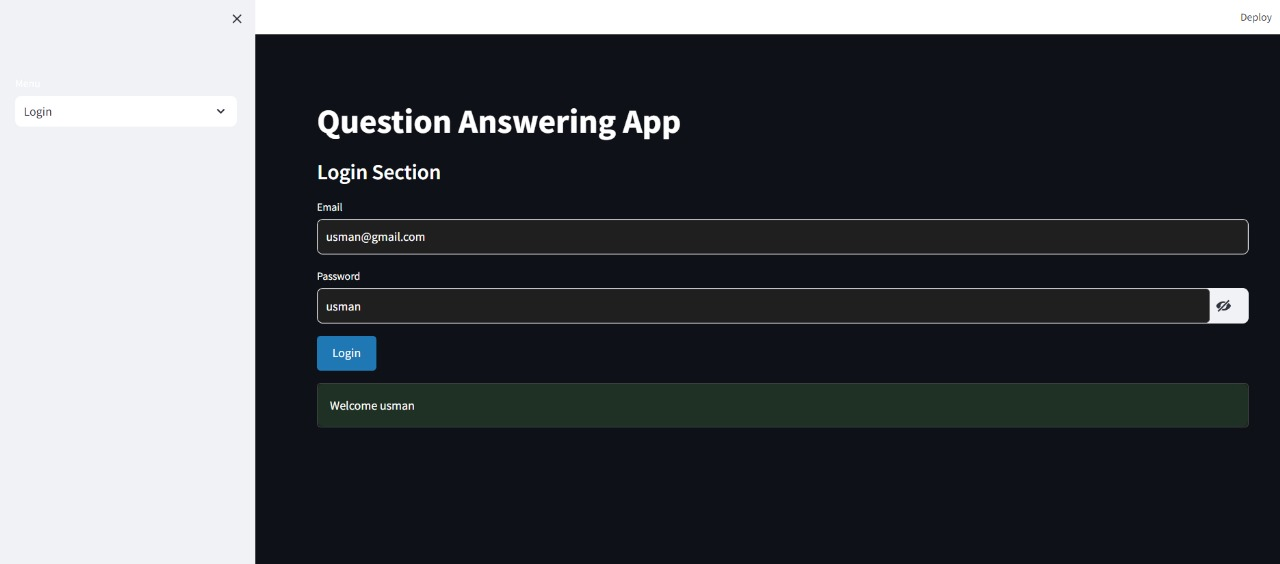 Deploy
Menu
Login
Question Answering App
Login Section
Email
usman@gmail.com
Password
usman
Login
Welcome usman